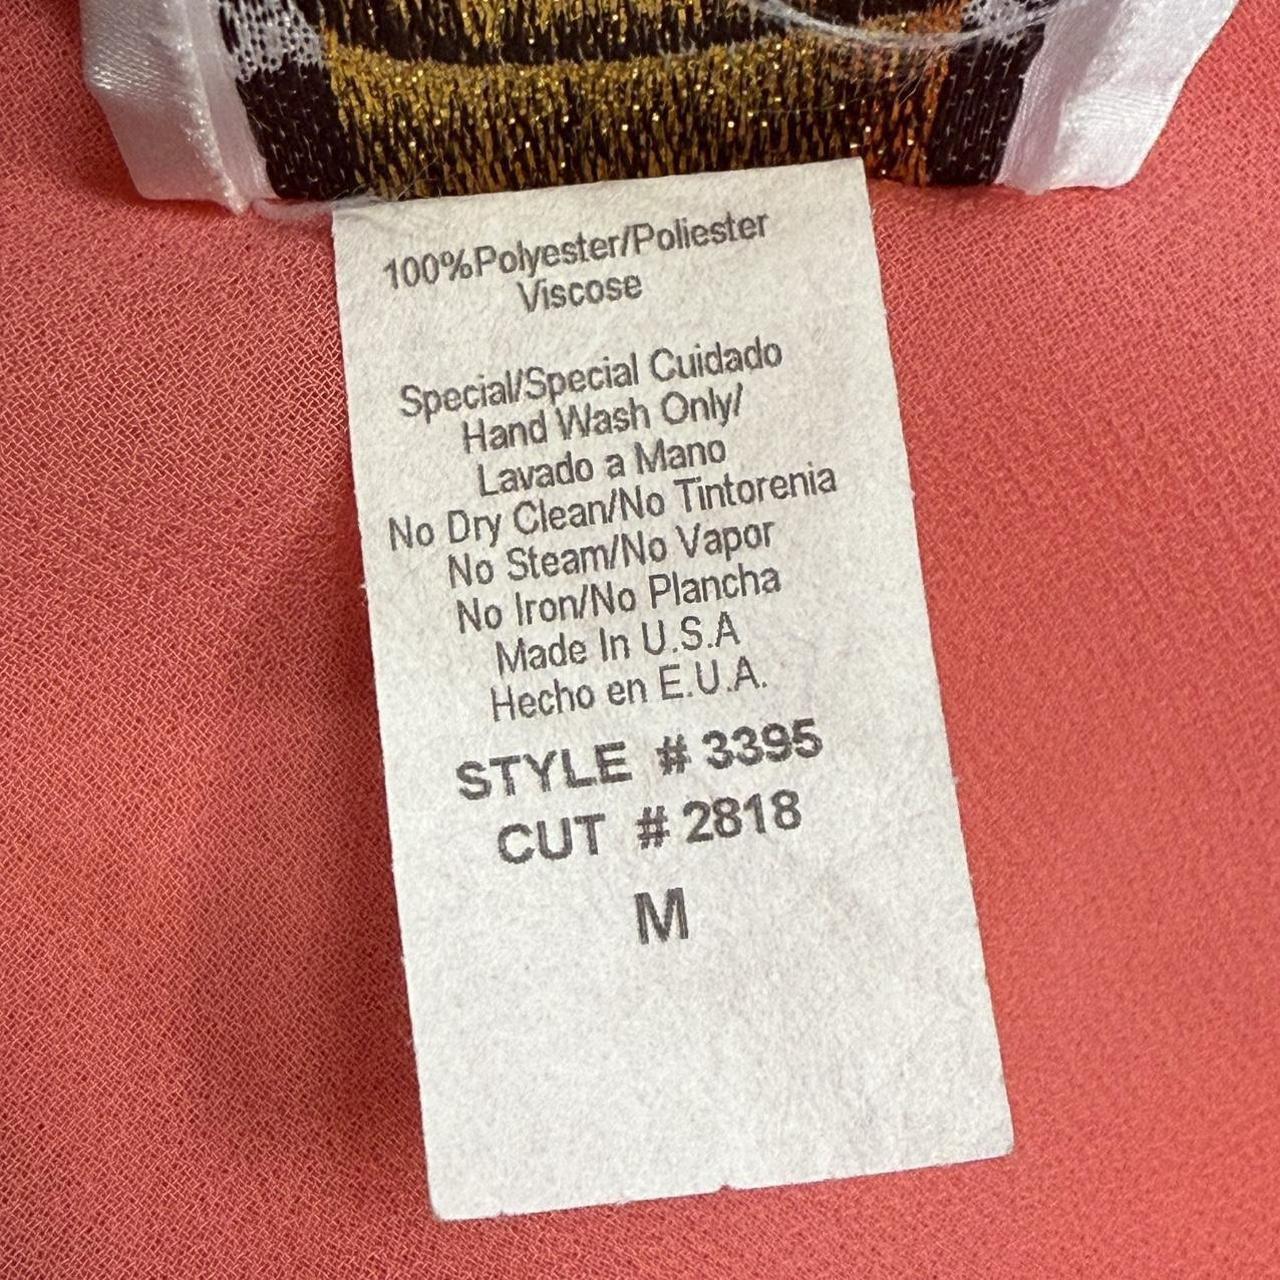 100%Polyester/Poliester
Viscose
Special/Special Cuidado
Hand Wash Only/
Lavado a Mano
No Dry Clean/No Tintorenia
No Steam/No Vapor
No Iron/No Plancha
Made In U.S.A
Hecho en E.U.A.
STYLE # 3395
CUT # 2818
M